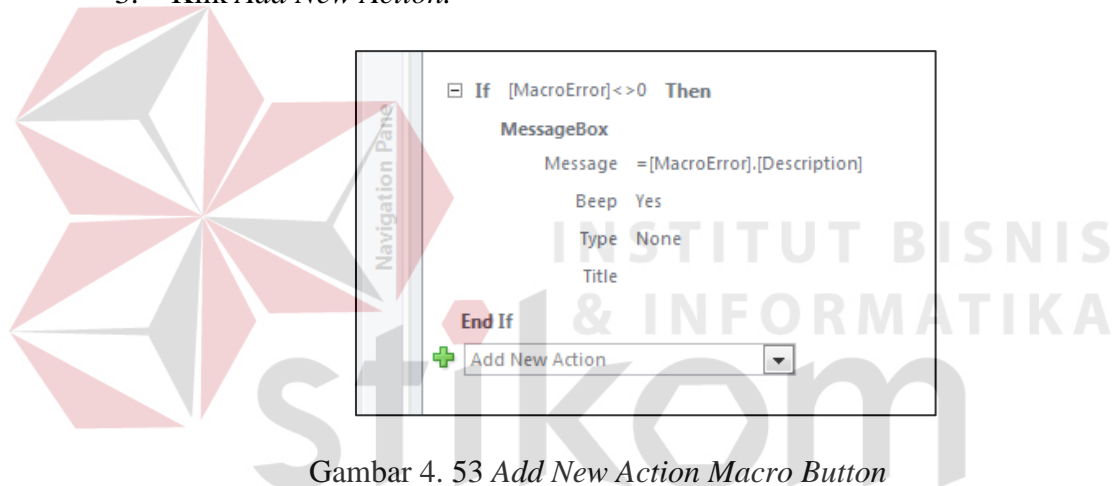 3. Klik Add New Action.
Navigation Pane
If [MacroError]<>0 Then
MessageBox
Message =[MacroError].[Description]
Beep Yes
Type None
Title
End If
Add New Action
INSTITUT BISNIS
& INFORMATIKA
stikom
Gambar 4. 53 Add New Action Macro Button